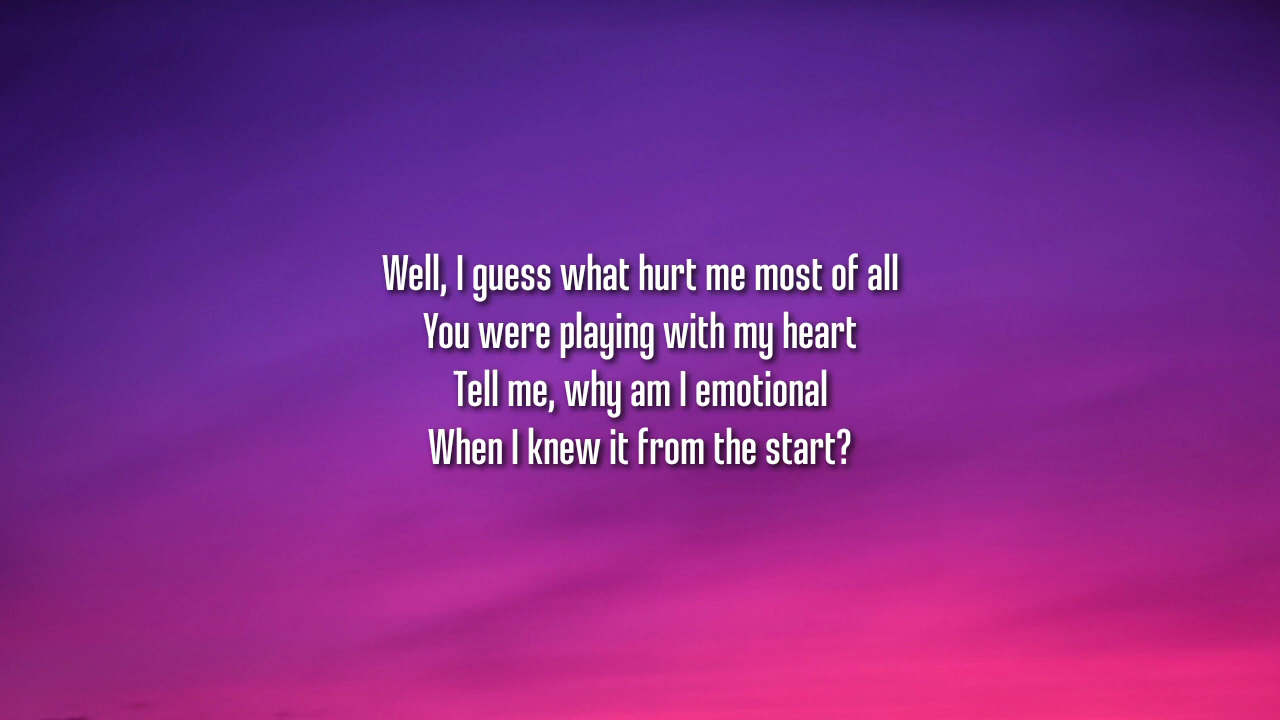 Well, I guess what hurt me most of all
You were playing with my heart
Tell me, why am I emotional
When I knew it from the start?